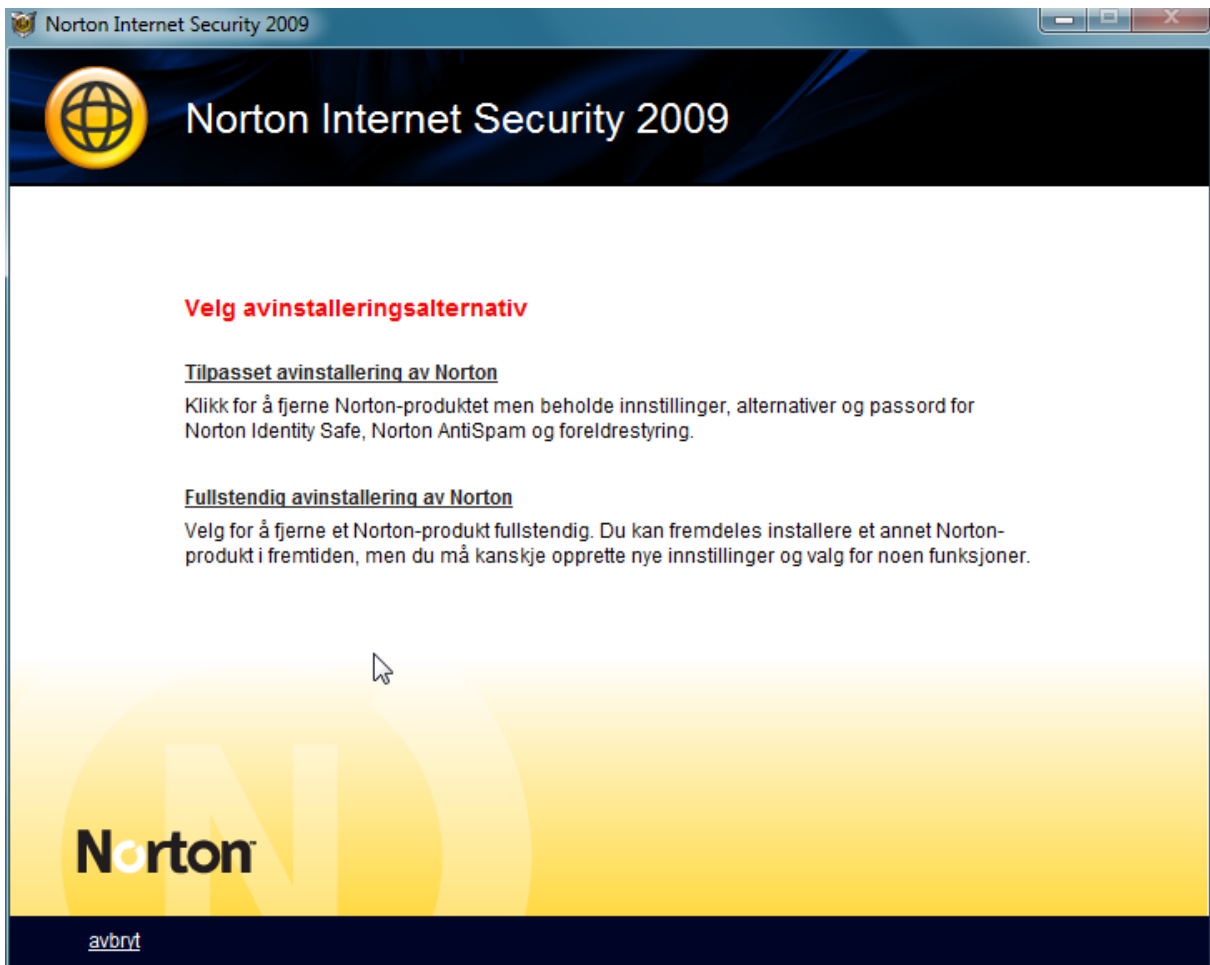 Norton Internet Security 2009
Norton Internet Security 2009
Velg avinstalleringsalternativ
Tilpasset avinstallering av Norton
Klikk for å fjerne Norton-produktet men beholde innstillinger, alternativer og passord for
Norton Identity Safe, Norton AntiSpam og foreldrestyring.
Fullstendig avinstallering av Norton
Velg for å fjerne et Norton-produkt fullstendig. Du kan fremdeles installere et annet Norton-
produkt i fremtiden, men du må kanskje opprette nye innstillinger og valg for noen funksjoner.
Norton™
avbryt